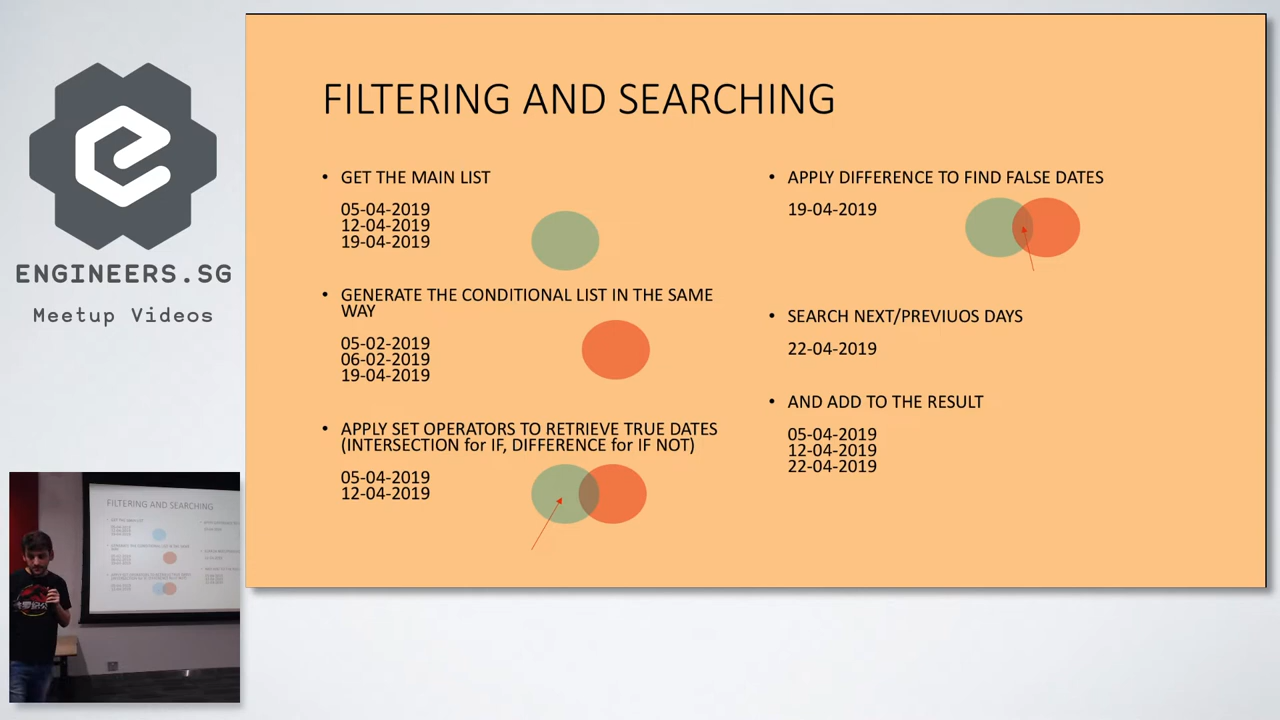 ENGINEERS.SG
Meetup Videos
FILTERING AND SEARCHING
• GET THE MAIN LIST
05-04-2019
12-04-2019
19-04-2019
• GENERATE THE CONDITIONAL LIST IN THE SAME
WAY
05-02-2019
06-02-2019
19-04-2019
• APPLY SET OPERATORS TO RETRIEVE TRUE DATES
(INTERSECTION for IF, DIFFERENCE for IF NOT)
05-04-2019
12-04-2019
• APPLY DIFFERENCE TO FIND FALSE DATES
19-04-2019
• SEARCH NEXT/PREVIUOS DAYS
22-04-2019
• AND ADD TO THE RESULT
05-04-2019
12-04-2019
22-04-2019
FILTERING AND SEARCHING